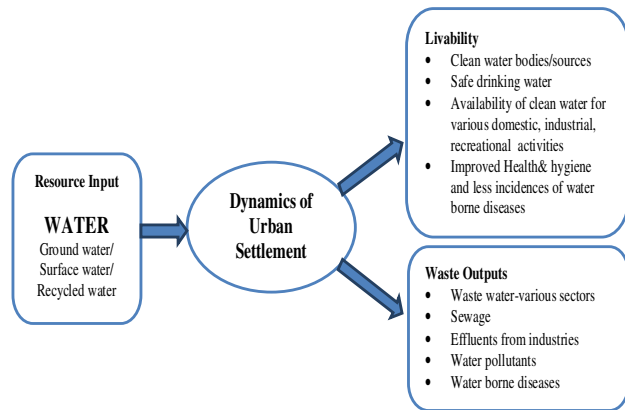 Resource Input
WATER
Ground water/
Surface water/
Recycled water
Dynamics of
Urban
Settlement
Livability
• Clean water bodies/sources
• Safe drinking water
• Availability of clean water for
various domestic, industrial,
recreational activities
• Improved Health& hygiene
and less incidences of water
borne diseases
Waste Outputs
• Waste water-various sectors
• Sewage
• Effluents from industries
• Water pollutants
• Water borne diseases